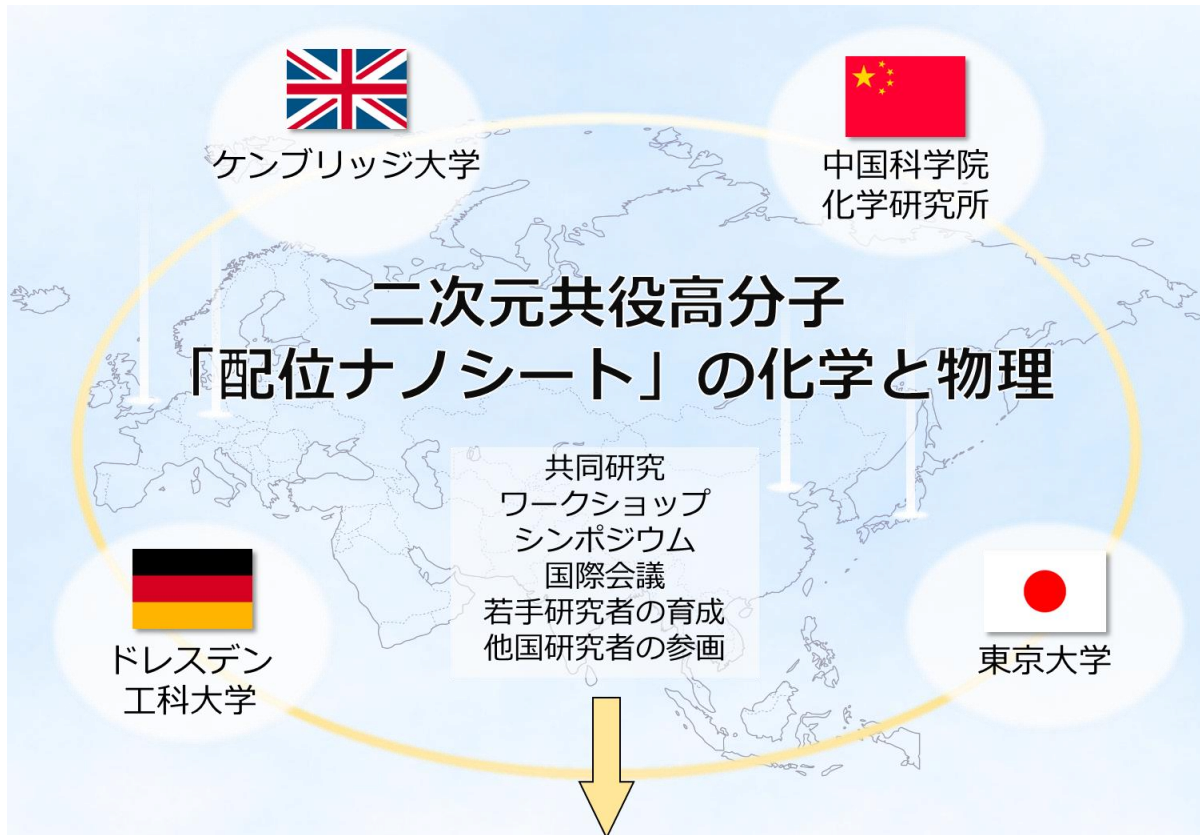 ケンブリッジ大学
中国科学院
化学研究所
二次元共役高分子
「配位ナノシート」の化学と物理
共同研究
ワークショップ
シンポジウム
国際会議
若手研究者の育成
他国研究者の参画
ドレスデン
工科大学
東京大学